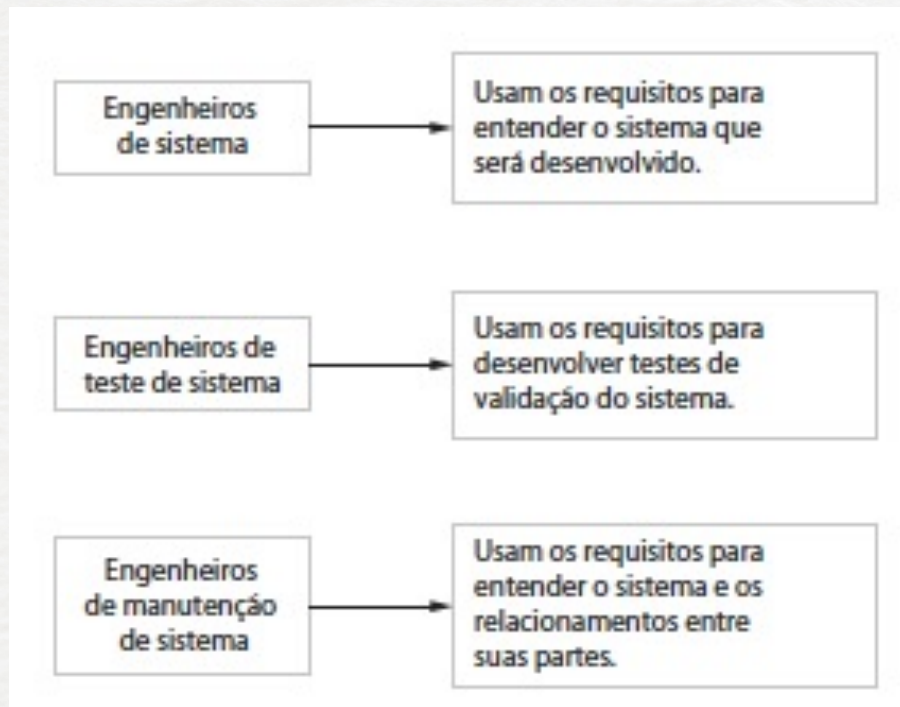 Engenheiros
de sistema
Usam os requisitos para
entender o sistema que
será desenvolvido.
Engenheiros de
teste de sistema
Usam os requisitos para
desenvolver testes de
validação do sistema.
Engenheiros
de manutenção
de sistema
Usam os requisitos para
entender o sistema e os
relacionamentos entre
suas partes.